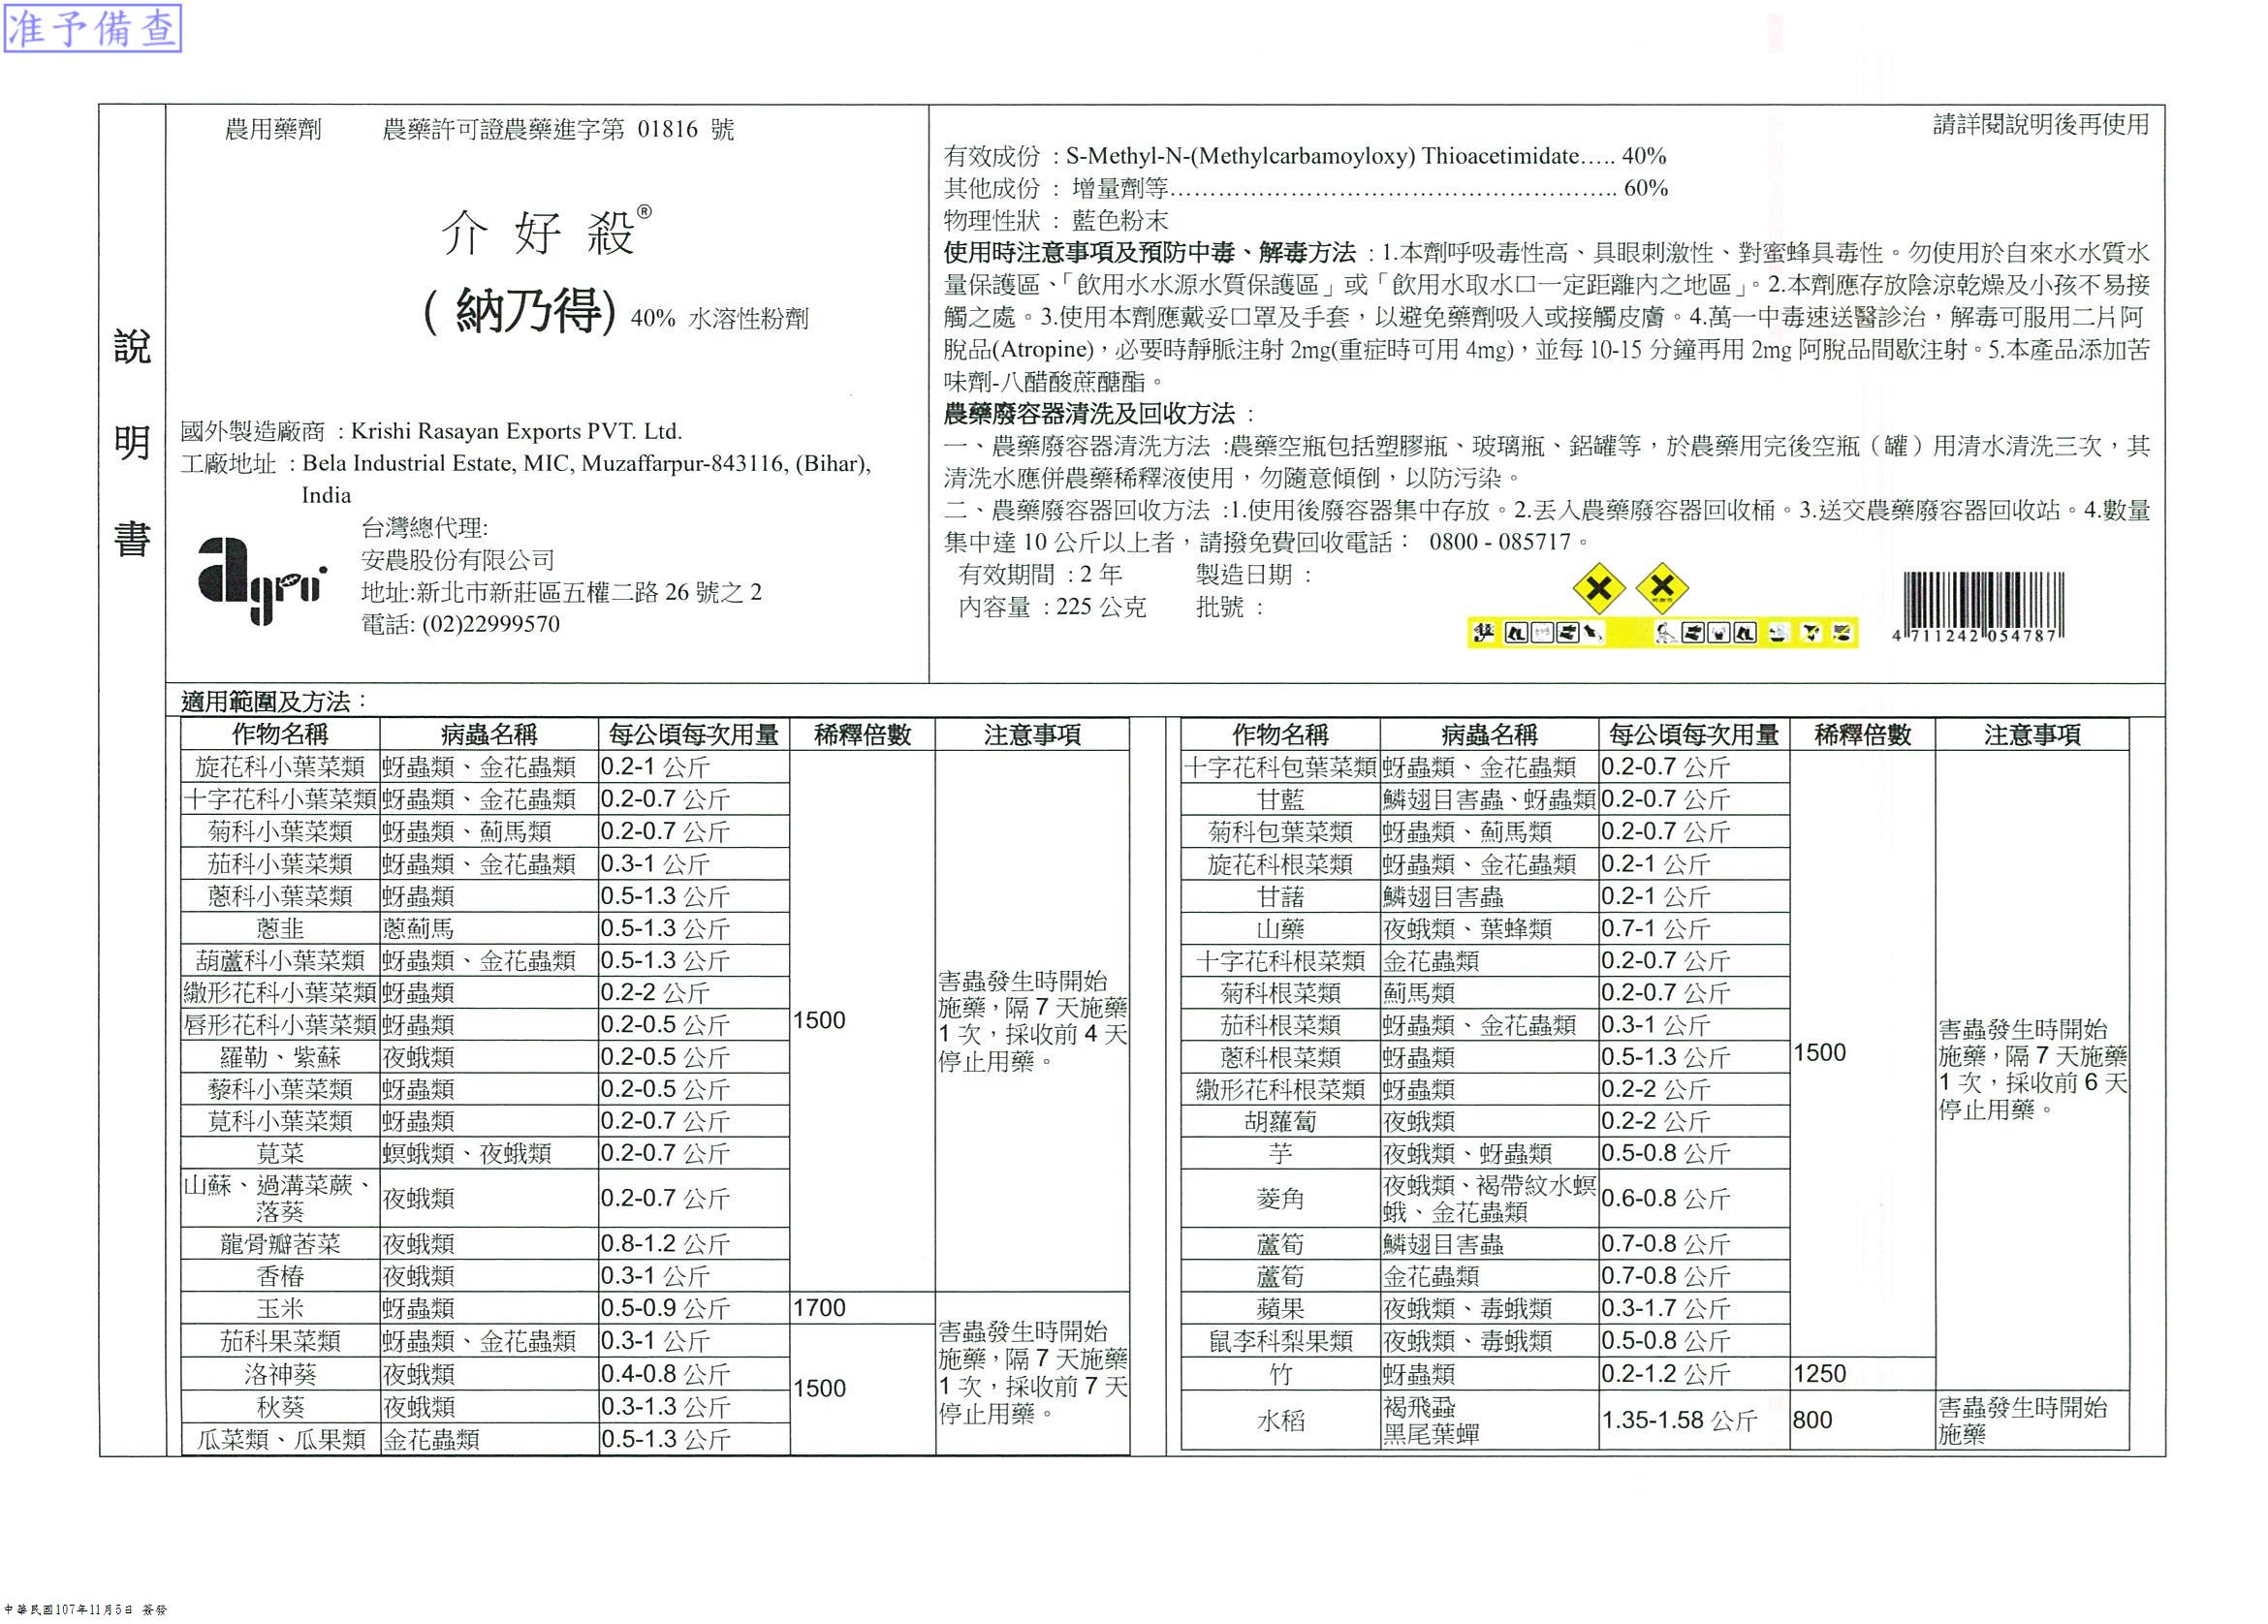 准予備查
說明書
農用藥劑 農藥許可證農藥進字第 01816 號
介好殺®
(納乃得) 40% 水溶性粉劑
國外製造廠商：Krishi Rasayan Exports PVT. Ltd.
工廠地址：Bela Industrial Estate, MIC, Muzaffarpur-843116, (Bihar),
India
agro
台灣總代理:
安農股份有限公司
地址:新北市新莊區五權二路 26 號之 2
電話: (02)22999570
請詳閱說明後再使用
有效成份：S-Methyl-N-(Methylcarbamoyloxy) Thioacetimidate….. 40%
其他成份：增量劑等……………………………………………….. 60%
物理性狀：藍色粉末
使用時注意事項及預防中毒、解毒方法：1.本劑呼吸毒性高、具眼刺激性、對蜜蜂具毒性。勿使用於自來水水質水
量保護區、「飲用水水源水質保護區」或「飲用水取水口一定距離內之地區」。2.本劑應存放陰涼乾燥及小孩不易接
觸之處。3.使用本劑應戴妥口罩及手套，以避免藥劑吸入或接觸皮膚。4.萬一中毒速送醫診治，解毒可服用二片阿
脫品(Atropine)，必要時靜脈注射 2mg(重症時可用 4mg)，並每 10-15 分鐘再用 2mg 阿脫品間歇注射。5.本產品添加苦
味劑-八醋酸蔗醣酯。
農藥廢容器清洗及回收方法：
一、農藥廢容器清洗方法：農藥空瓶包括塑膠瓶、玻璃瓶、鋁罐等，於農藥用完後空瓶（罐）用清水清洗三次，其
清洗水應併農藥稀釋液使用，勿隨意傾倒，以防污染。
二、農藥廢容器回收方法：1.使用後廢容器集中存放。2.丟入農藥廢容器回收桶。3.送交農藥廢容器回收站。4.數量
集中達 10 公斤以上者，請撥免費回收電話： 0800 - 085717。
有效期間：2 年 製造日期：
內容量：225 公克 批號：
4 711242 054787
適用範圍及方法：
作物名稱 病蟲名稱 每公頃每次用量 稀釋倍數 注意事項
旋花科小葉菜類 蚜蟲類、金花蟲類 0.2-1 公斤
十字花科小葉菜類 蚜蟲類、金花蟲類 0.2-0.7 公斤
菊科小葉菜類 蚜蟲類、薊馬類 0.2-0.7 公斤
茄科小葉菜類 蚜蟲類、金花蟲類 0.3-1 公斤
蔥科小葉菜類 蚜蟲類 0.5-1.3 公斤
蔥韭 蔥薊馬 0.5-1.3 公斤
葫蘆科小葉菜類 蚜蟲類、金花蟲類 0.5-1.3 公斤
繖形花科小葉菜類 蚜蟲類 0.2-2 公斤
唇形花科小葉菜類 蚜蟲類 0.2-0.5 公斤
羅勒、紫蘇 夜蛾類 0.2-0.5 公斤
藜科小葉菜類 蚜蟲類 0.2-0.5 公斤
莧科小葉菜類 蚜蟲類 0.2-0.7 公斤
莧菜 螟蛾類、夜蛾類 0.2-0.7 公斤
山蘇、過溝菜蕨、
落葵 夜蛾類 0.2-0.7 公斤
龍骨瓣莕菜 夜蛾類 0.8-1.2 公斤
香椿 夜蛾類 0.3-1 公斤
1500
害蟲發生時開始
施藥，隔 7 天施藥
1 次，採收前 4 天
停止用藥。
玉米 蚜蟲類 0.5-0.9 公斤 1700
茄科果菜類 蚜蟲類、金花蟲類 0.3-1 公斤
洛神葵 夜蛾類 0.4-0.8 公斤
秋葵 夜蛾類 0.3-1.3 公斤
瓜菜類、瓜果類 金花蟲類 0.5-1.3 公斤
1500
害蟲發生時開始
施藥，隔 7 天施藥
1 次，採收前 7 天
停止用藥。
作物名稱 病蟲名稱 每公頃每次用量 稀釋倍數 注意事項
十字花科包葉菜類 蚜蟲類、金花蟲類 0.2-0.7 公斤
甘藍 鱗翅目害蟲、蚜蟲類 0.2-0.7 公斤
菊科包葉菜類 蚜蟲類、薊馬類 0.2-0.7 公斤
旋花科根菜類 蚜蟲類、金花蟲類 0.2-1 公斤
甘藷 鱗翅目害蟲 0.2-1 公斤
山藥 夜蛾類、葉蜂類 0.7-1 公斤
十字花科根菜類 金花蟲類 0.2-0.7 公斤
菊科根菜類 薊馬類 0.2-0.7 公斤
茄科根菜類 蚜蟲類、金花蟲類 0.3-1 公斤
蔥科根菜類 蚜蟲類 0.5-1.3 公斤
繖形花科根菜類 蚜蟲類 0.2-2 公斤
胡蘿蔔 夜蛾類 0.2-2 公斤
芋 夜蛾類、蚜蟲類 0.5-0.8 公斤
菱角 夜蛾類、褐帶紋水螟
蛾、金花蟲類 0.6-0.8 公斤
蘆筍 鱗翅目害蟲 0.7-0.8 公斤
蘆筍 金花蟲類 0.7-0.8 公斤
蘋果 夜蛾類、毒蛾類 0.3-1.7 公斤
鼠李科梨果類 夜蛾類、毒蛾類 0.5-0.8 公斤
1500
竹 蚜蟲類 0.2-1.2 公斤 1250
害蟲發生時開始
施藥，隔 7 天施藥
1 次，採收前 6 天
停止用藥。
水稻 褐飛蝨
黑尾葉蟬 1.35-1.58 公斤 800 害蟲發生時開始
施藥
中華民國107年11月5日 簽發